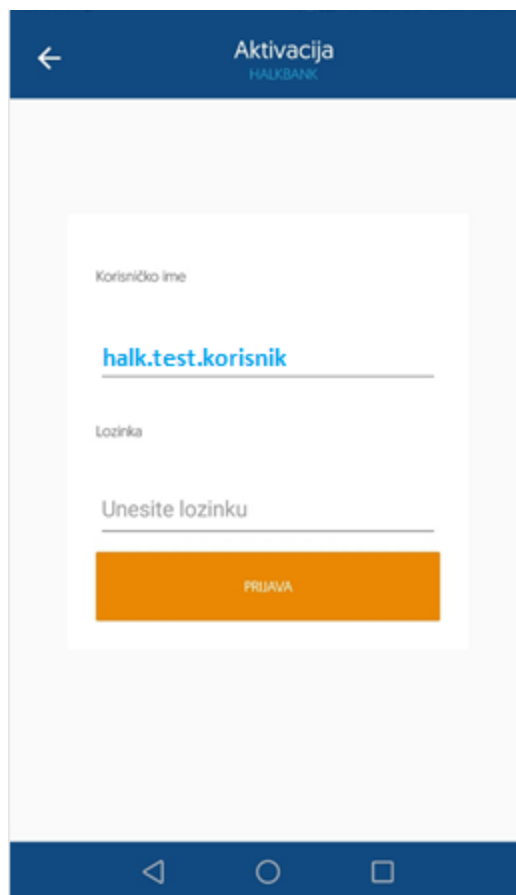 Aktivacija
HALKBANK
Korisničko ime
halk.test.korisnik
Lozinka
Unesite lozinku
PRIJAVA